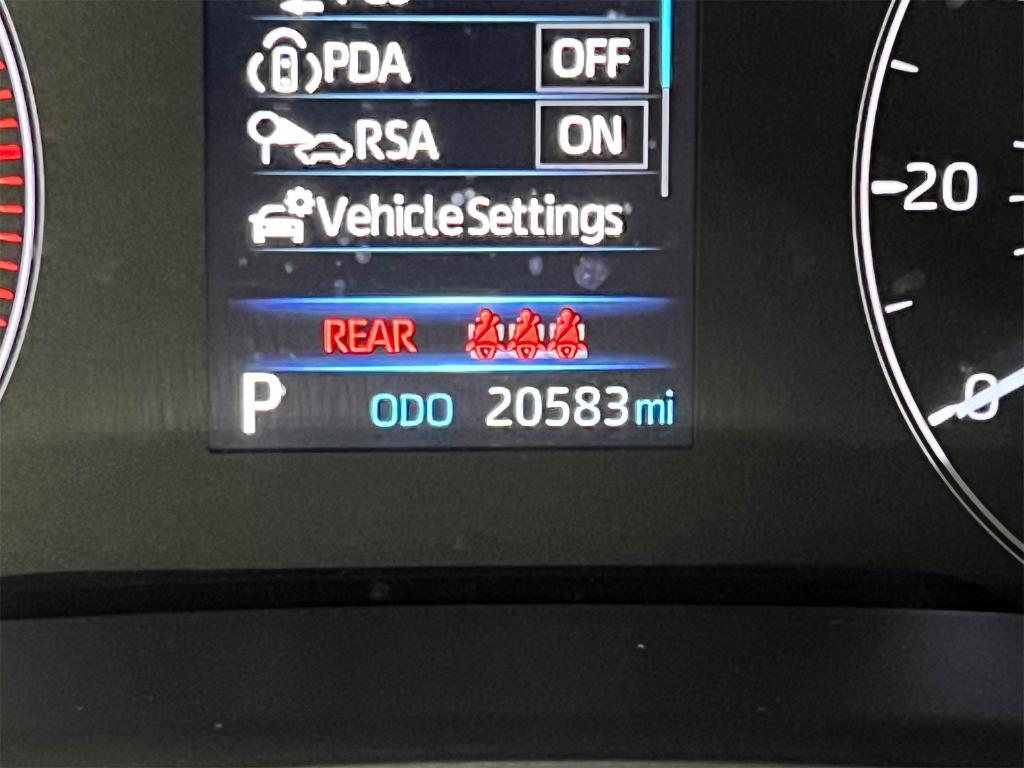 PDA OFF
RSA ON
Vehicle Settings
REAR
P ODO 20583 mi
20
0